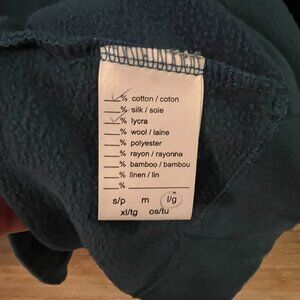 % cotton / coton
% silk / soie
% lycra
% wool / laine
% polyester
% rayon / rayonne
% bamboo / bambou
% linen / lin
%
s/p m l/g
xl/tg os/tu